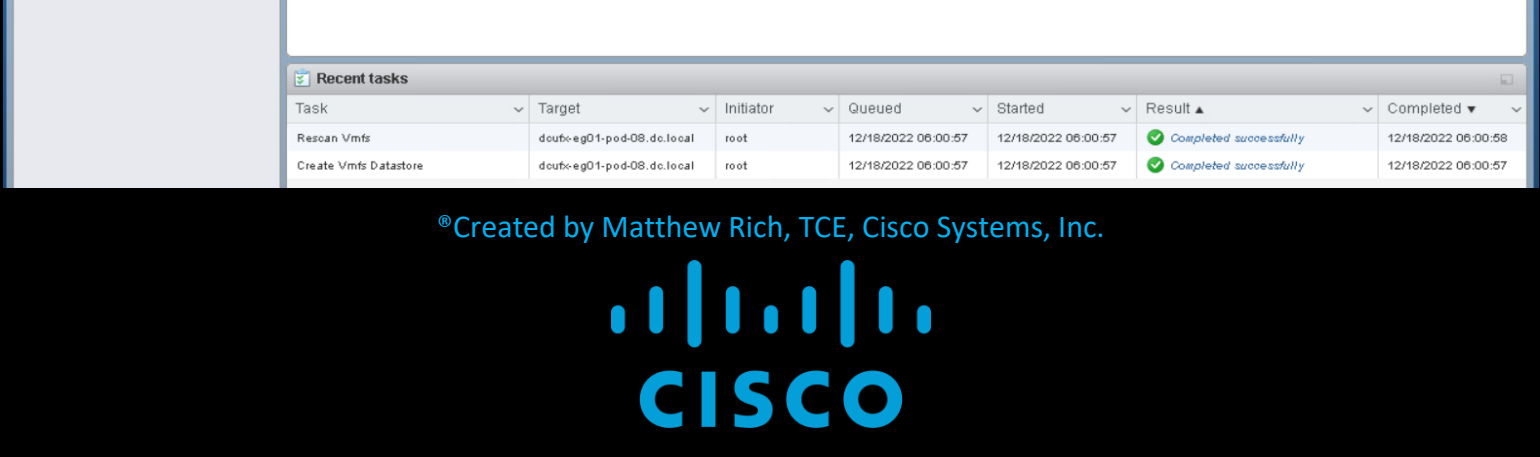 Recent tasks
Task Target Initiator Queued Started Result ▲ Completed ▼
Rescan Vmfs dcufx-eg01-pod-08.dc.local root 12/18/2022 06:00:57 12/18/2022 06:00:57 Completed successfully 12/18/2022 06:00:58
Create Vmfs Datastore dcufx-eg01-pod-08.dc.local root 12/18/2022 06:00:57 12/18/2022 06:00:57 Completed successfully 12/18/2022 06:00:57
®Created by Matthew Rich, TCE, Cisco Systems, Inc.
CISCO